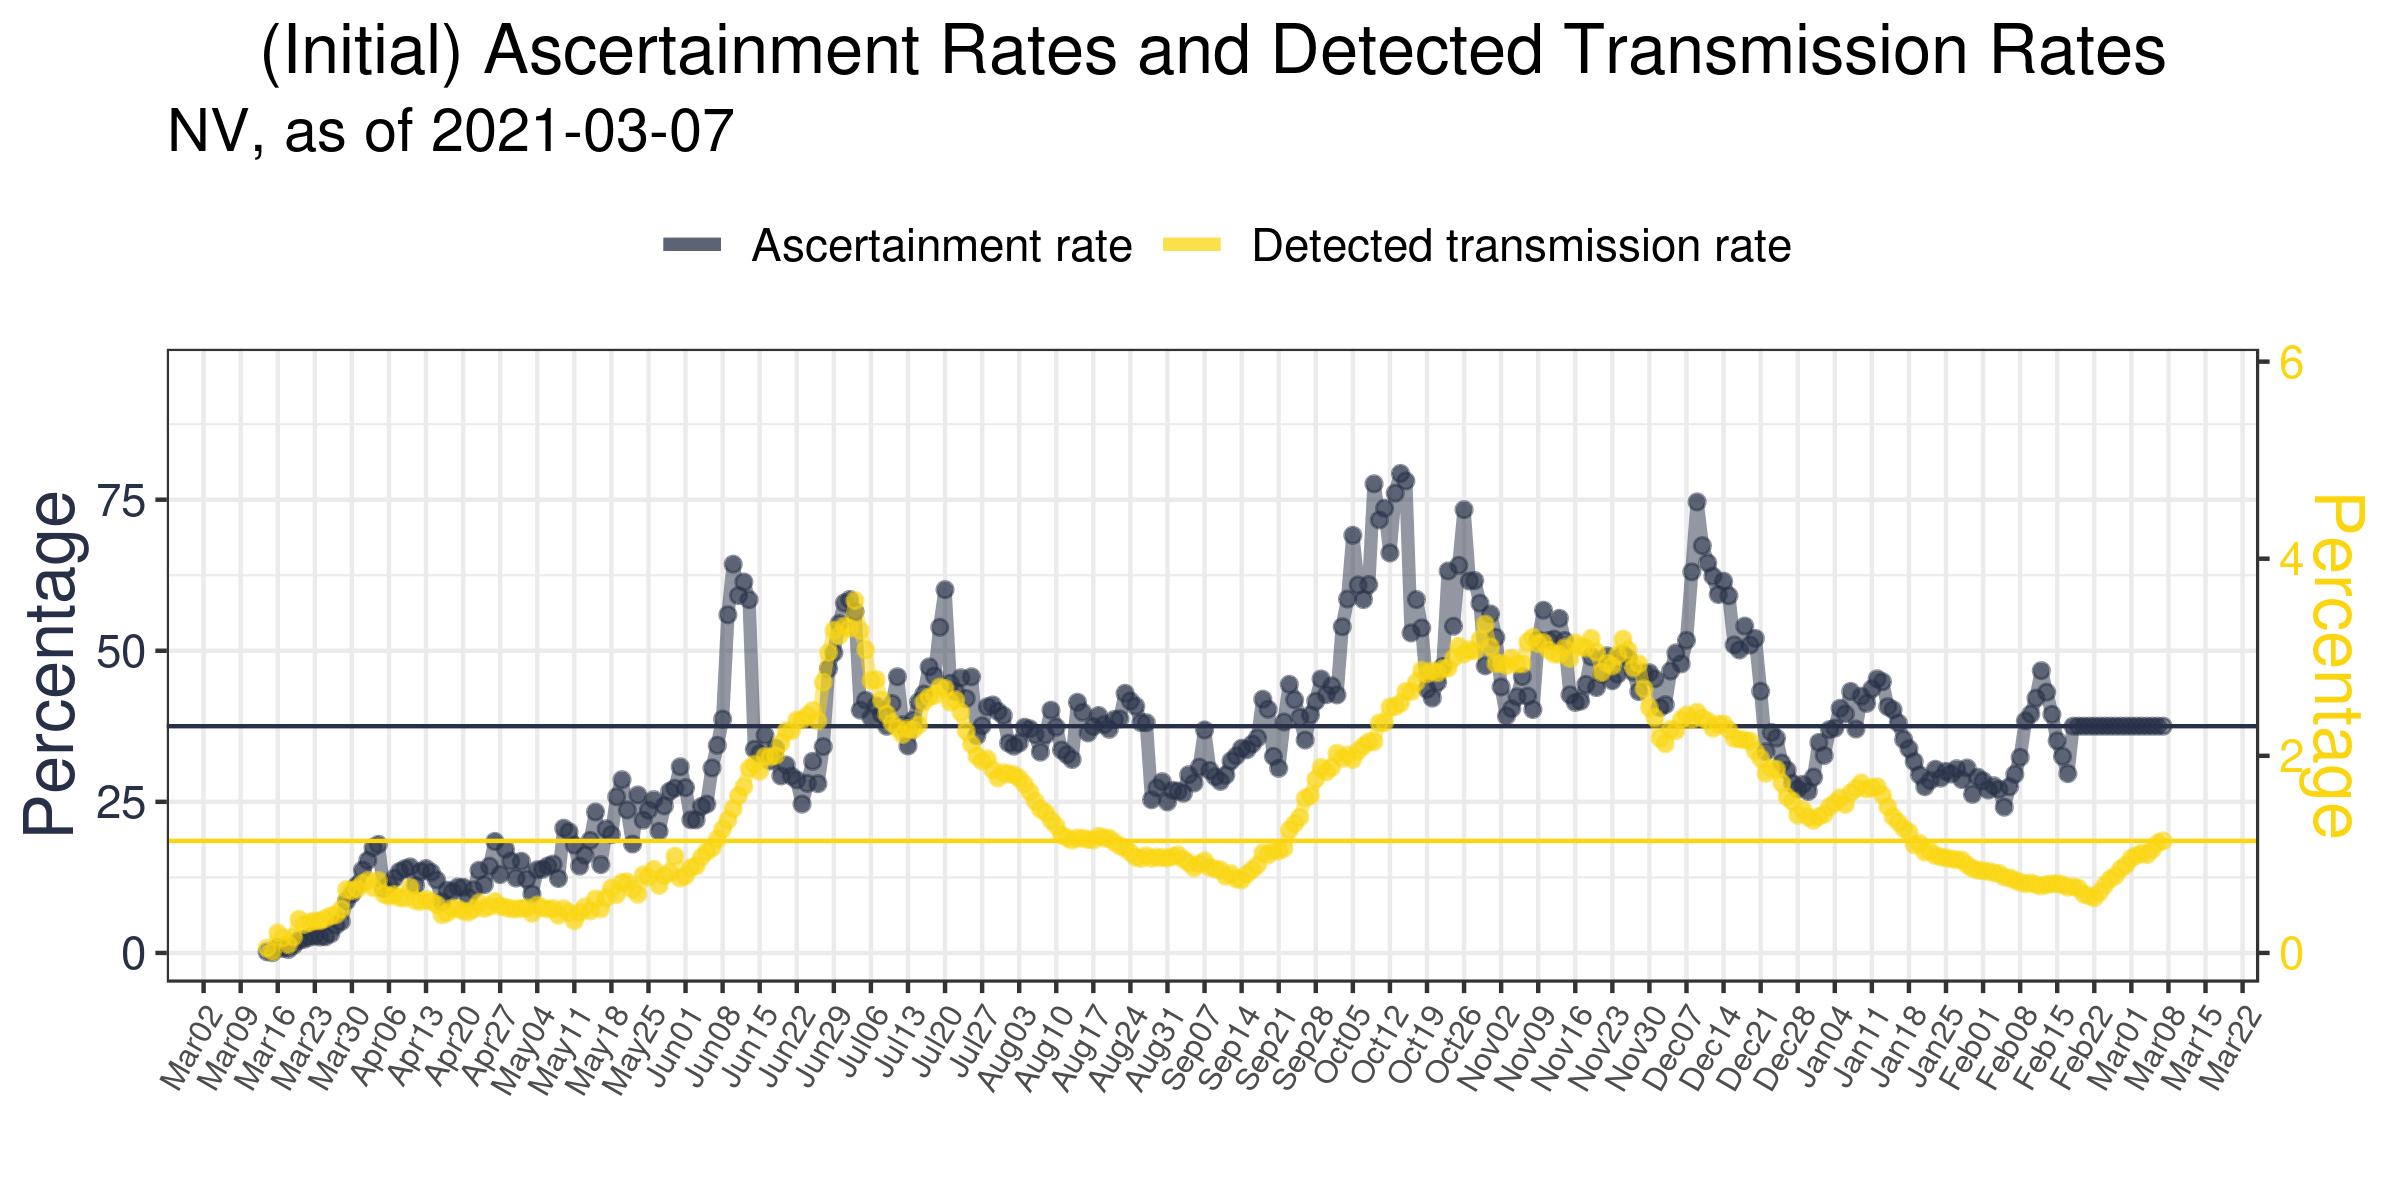 (Initial) Ascertainment Rates and Detected Transmission Rates
NV, as of 2021-03-07
Ascertainment rate
Detected transmission rate
Percentage
75
50
25
0
6
4
2
0
Percentage
Mar02
Mar09
Mar16
Mar23
Mar30
Apr06
Apr13
Apr20
Apr27
May04
May11
May18
May25
Jun01
Jun08
Jun15
Jun22
Jun29
Jul06
Jul13
Jul20
Jul27
Aug03
Aug10
Aug17
Aug24
Aug31
Sep07
Sep14
Sep21
Sep28
Oct05
Oct12
Oct19
Oct26
Nov02
Nov09
Nov16
Nov23
Nov30
Dec07
Dec14
Dec21
Dec28
Jan04
Jan11
Jan18
Jan25
Feb01
Feb08
Feb15
Feb22
Mar01
Mar08
Mar15
Mar22